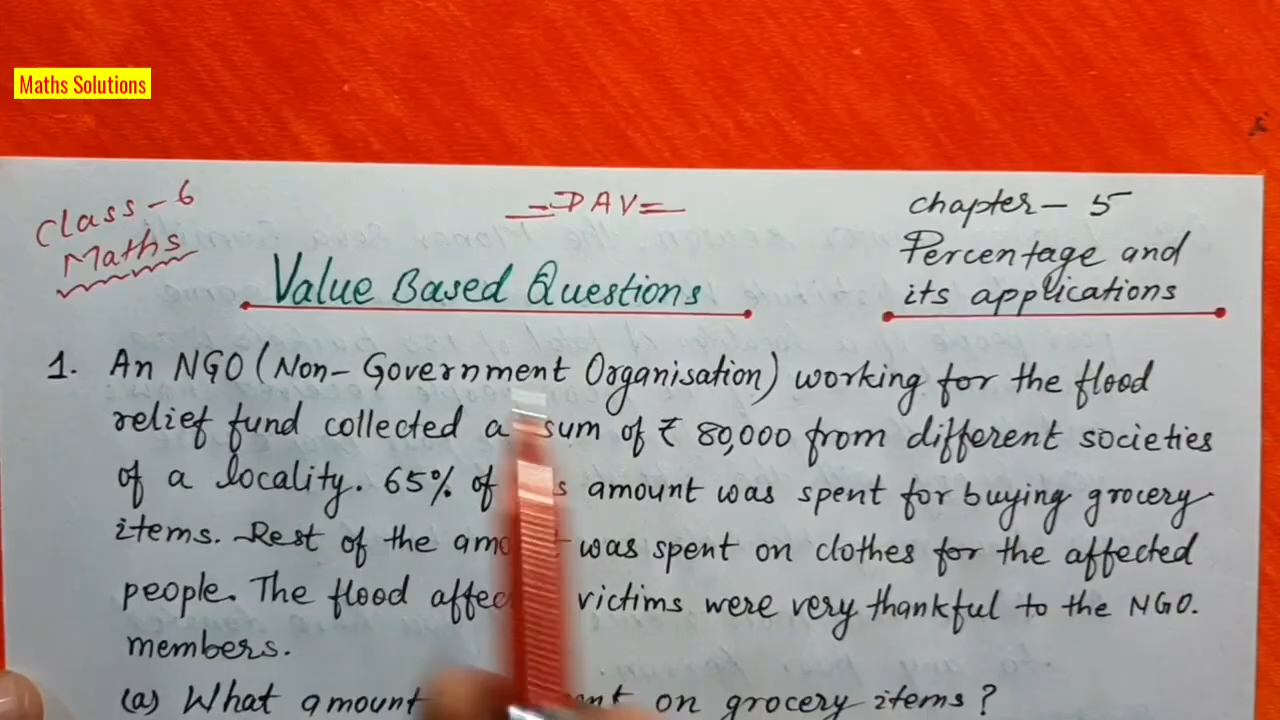 Maths Solutions
Class-6
Maths
=DAV=
chapter-5
Percentage and
its applications
Value Based Questions
1. An NGO (Non-Government Organisation) working for the flood
relief fund collected a sum of ₹ 80,000 from different societies
of a locality. 65% of amount was spent for buying grocery
items. Rest of the was spent on clothes for the affected
people. The flood victims were very thankful to the NGO.
members.
(a) What amount on grocery items?